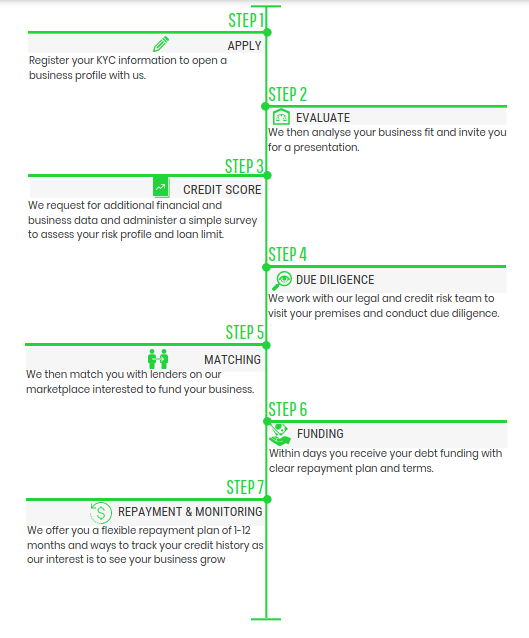 STEP 1
APPLY
Register your KYC information to open a
business profile with us.
STEP 2
EVALUATE
We then analyse your business fit and invite you
for a presentation.
STEP 3
CREDIT SCORE
We request for additional financial and
business data and administer a simple survey
to assess your risk profile and loan limit.
STEP 4
DUE DILIGENCE
We work with our legal and credit risk team to
visit your premises and conduct due diligence.
STEP 5
MATCHING
We then match you with lenders on our
marketplace interested to fund your business.
STEP 6
FUNDING
Within days you receive your debt funding with
clear repayment plan and terms.
STEP 7
REPAYMENT & MONITORING
We offer you a flexible repayment plan of 1-12
months and ways to track your credit history as
our interest is to see your business grow